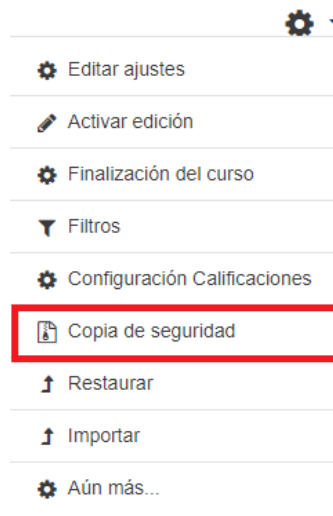 Editar ajustes
Activar edición
Finalización del curso
Filtros
Configuración Calificaciones
Copia de seguridad
Restaurar
Importar
Aún más...